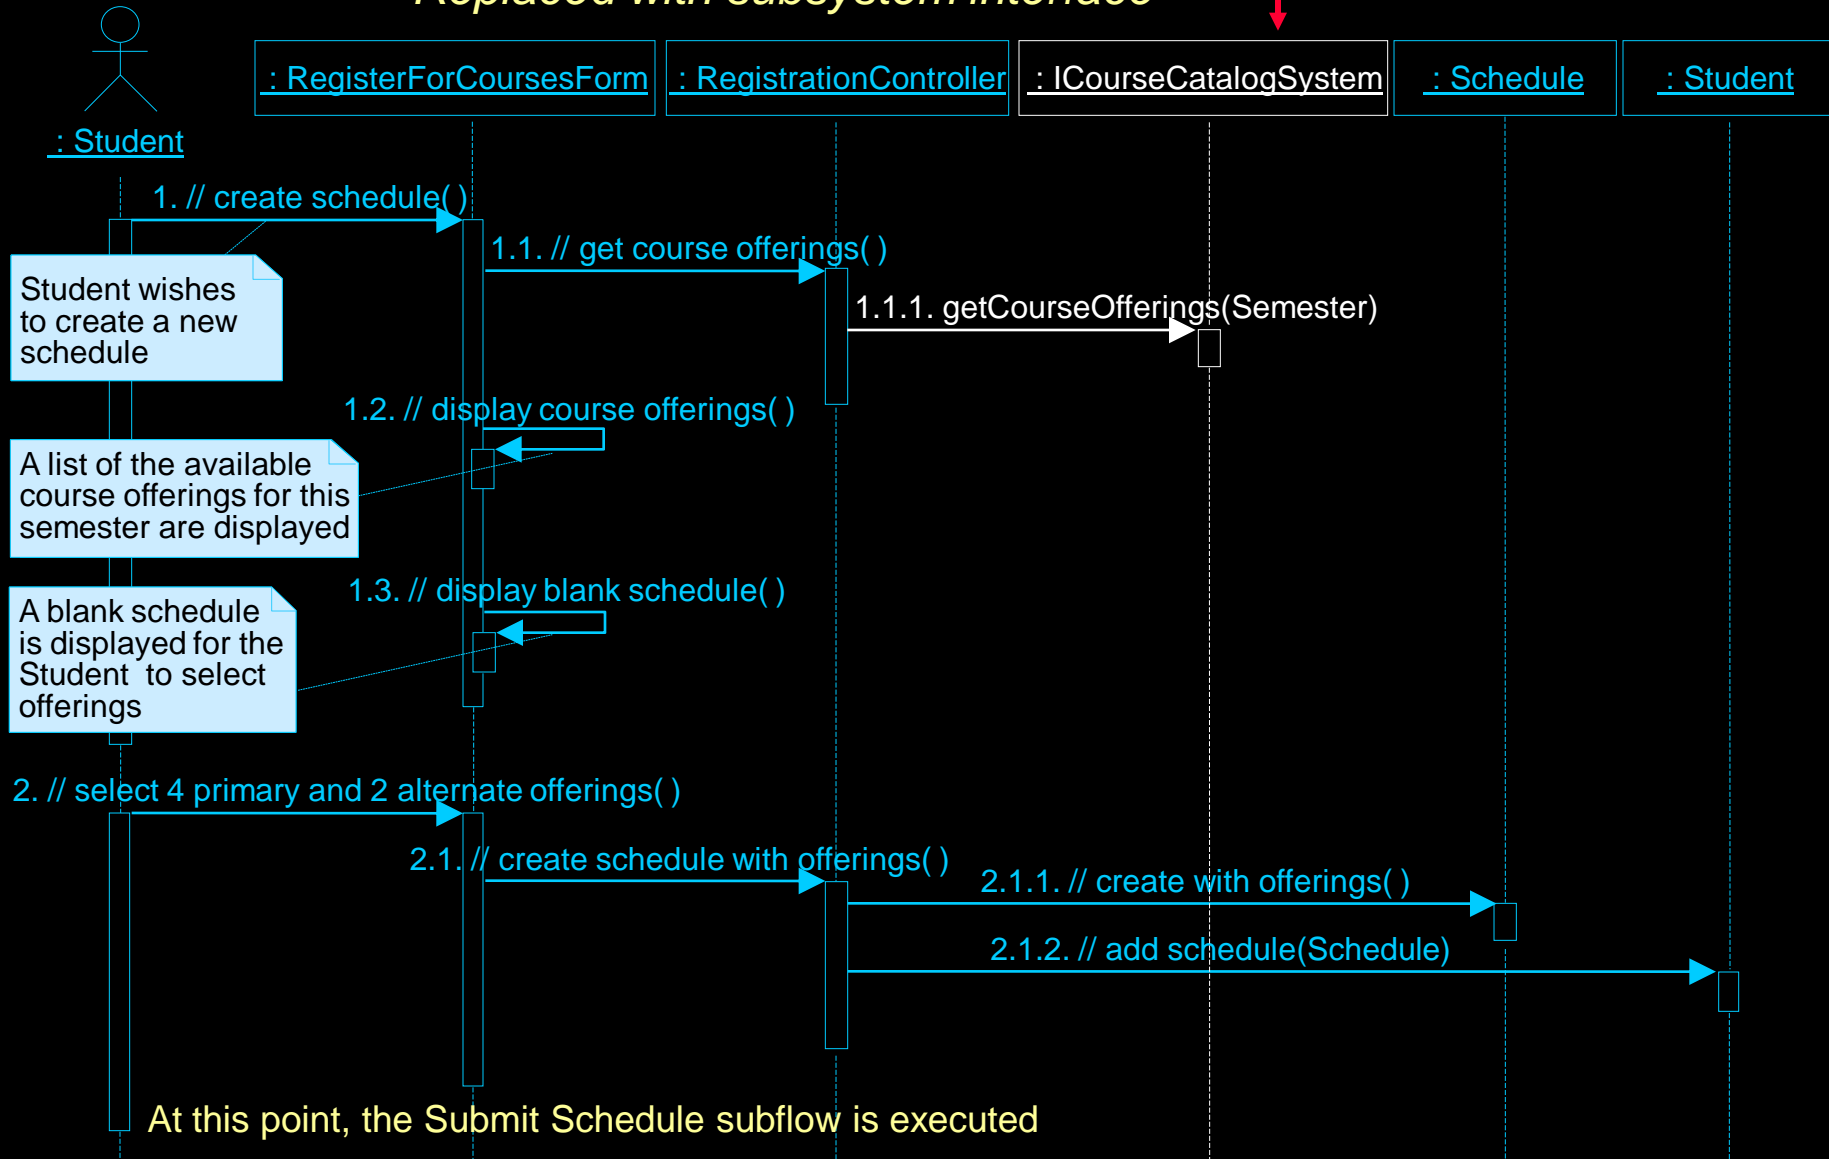 Replaced with subsystem interface
: RegisterForCoursesForm
: RegistrationController
: ICourseCatalogSystem
: Schedule
: Student
: Student
1. // create schedule( )
1.1. // get course offerings( )
Student wishes
to create a new
schedule
1.1.1. getCourseOfferings(Semester)
1.2. // display course offerings( )
A list of the available
course offerings for this
semester are displayed
1.3. // display blank schedule( )
A blank schedule
is displayed for the
Student to select
offerings
2. // select 4 primary and 2 alternate offerings( )
2.1. // create schedule with offerings( )
2.1.1. // create with offerings( )
2.1.2. // add schedule(Schedule)
At this point, the Submit Schedule subflow is executed